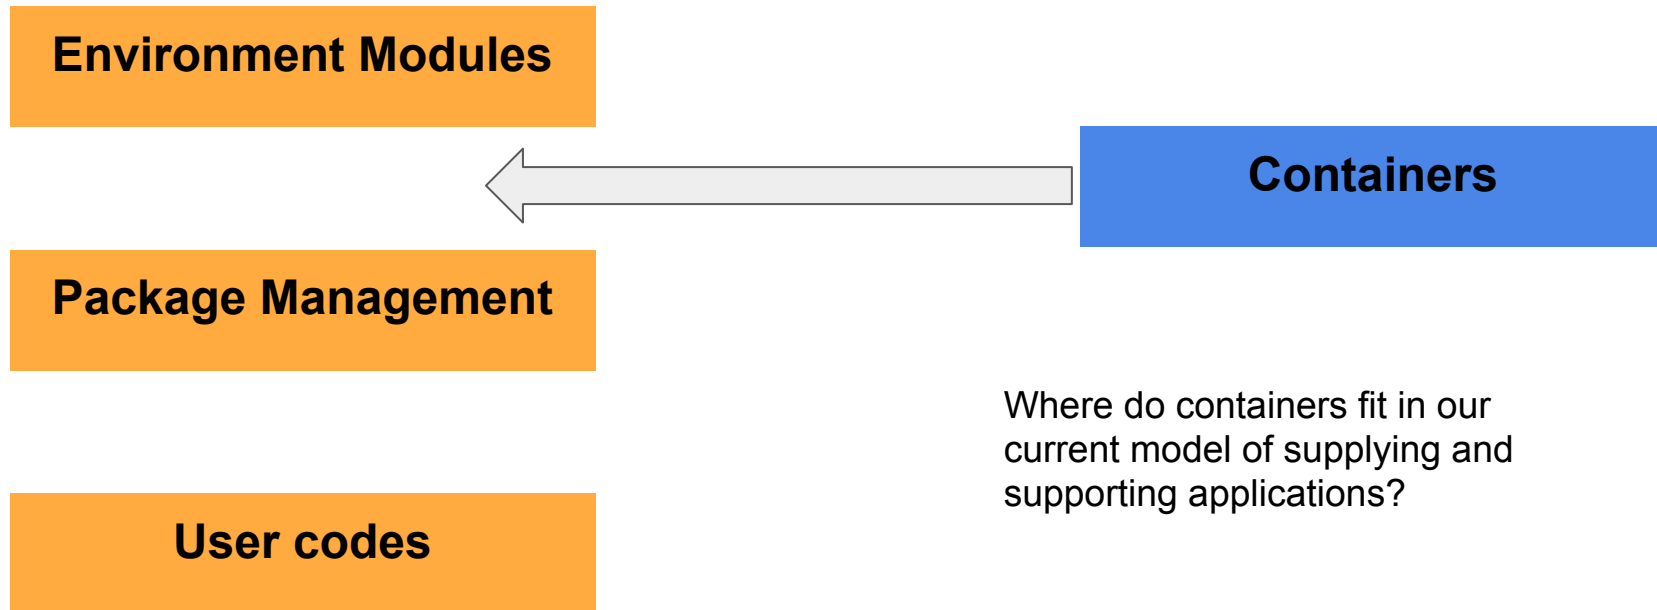 Environment Modules
Containers
Package Management
Where do containers fit in our
current model of supplying and
supporting applications?
User codes